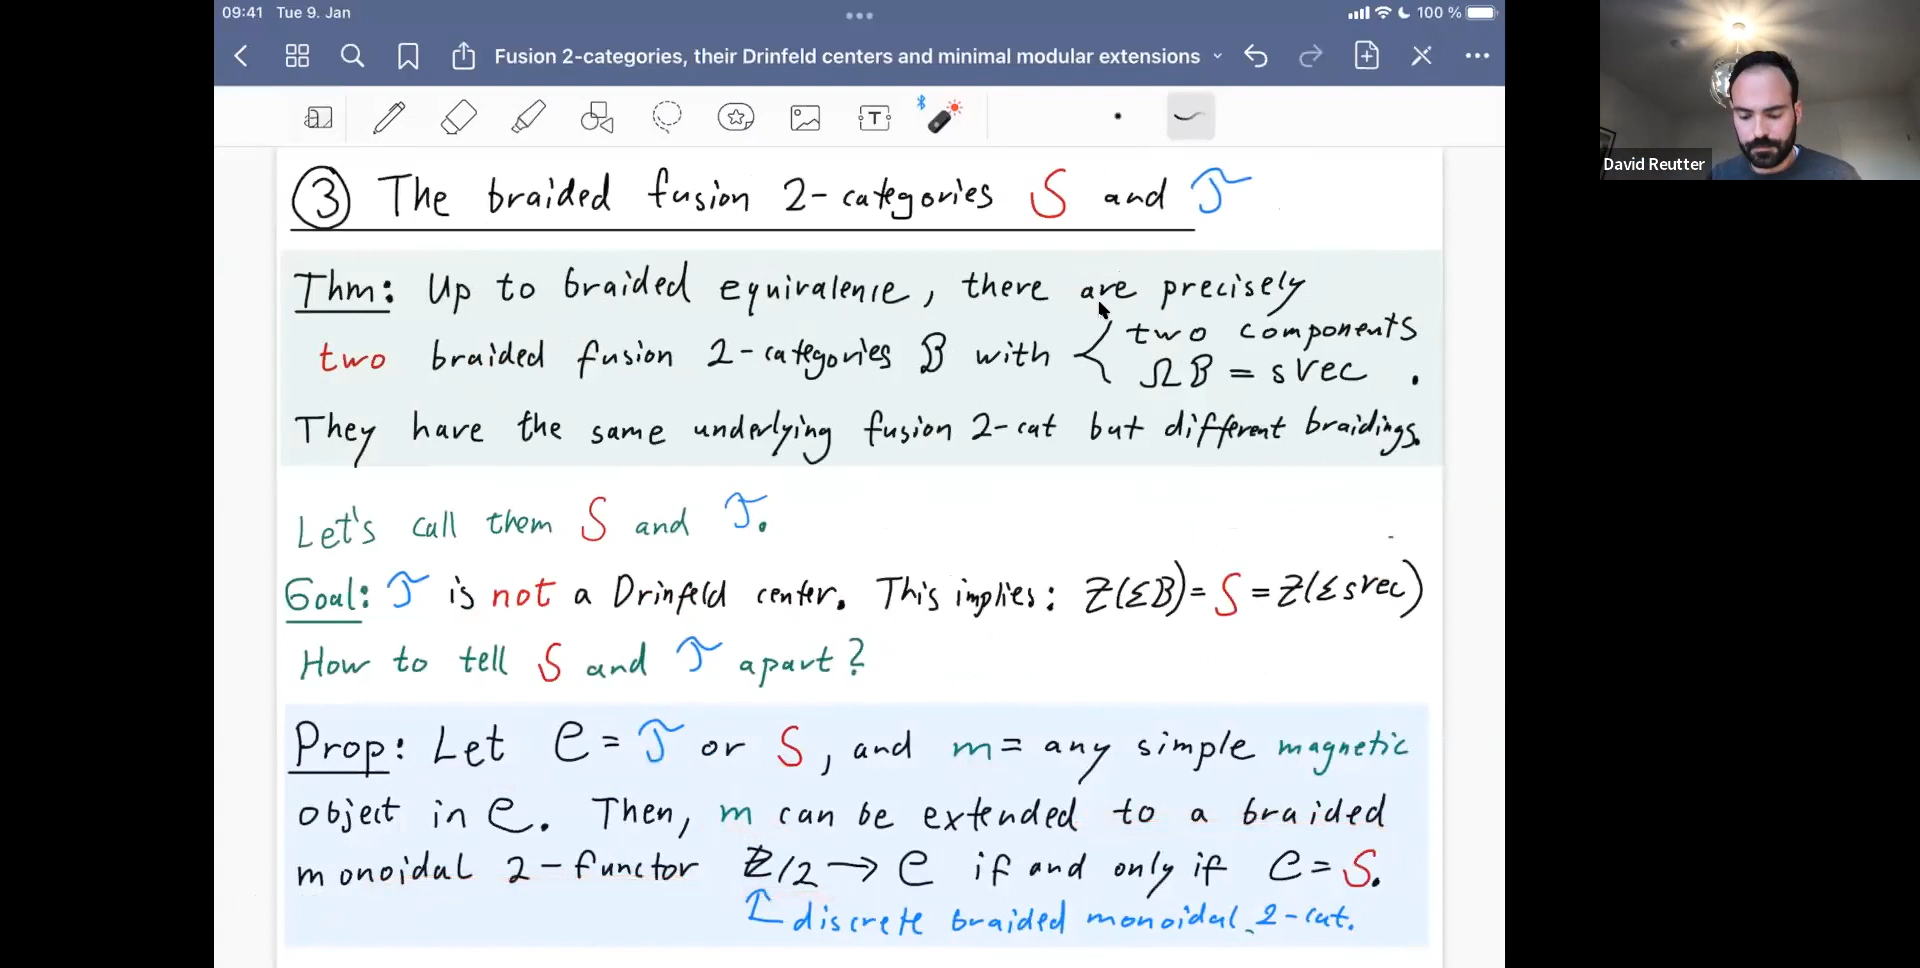 09:41 Tue 9. Jan
100 %
Fusion 2-categories, their Drinfeld centers and minimal modular extensions
T
David Reutter
③ The braided fusion 2-categories S and 𝒯
Thm: Up to braided equivalence, there are precisely
two braided fusion 2-categories B with { two components
ΩB = sVec .
They have the same underlying fusion 2-cat but different braidings.
Let's call them S and 𝒯.
Goal: 𝒯 is not a Drinfeld center. This implies: Z(ΣB) = S = Z(ΣsVec)
How to tell S and 𝒯 apart?
Prop: Let C = 𝒯 or S, and m = any simple magnetic
object in C. Then, m can be extended to a braided
monoidal 2-functor Z/2 → C if and only if C = S.
↑ discrete braided monoidal 2-cat.